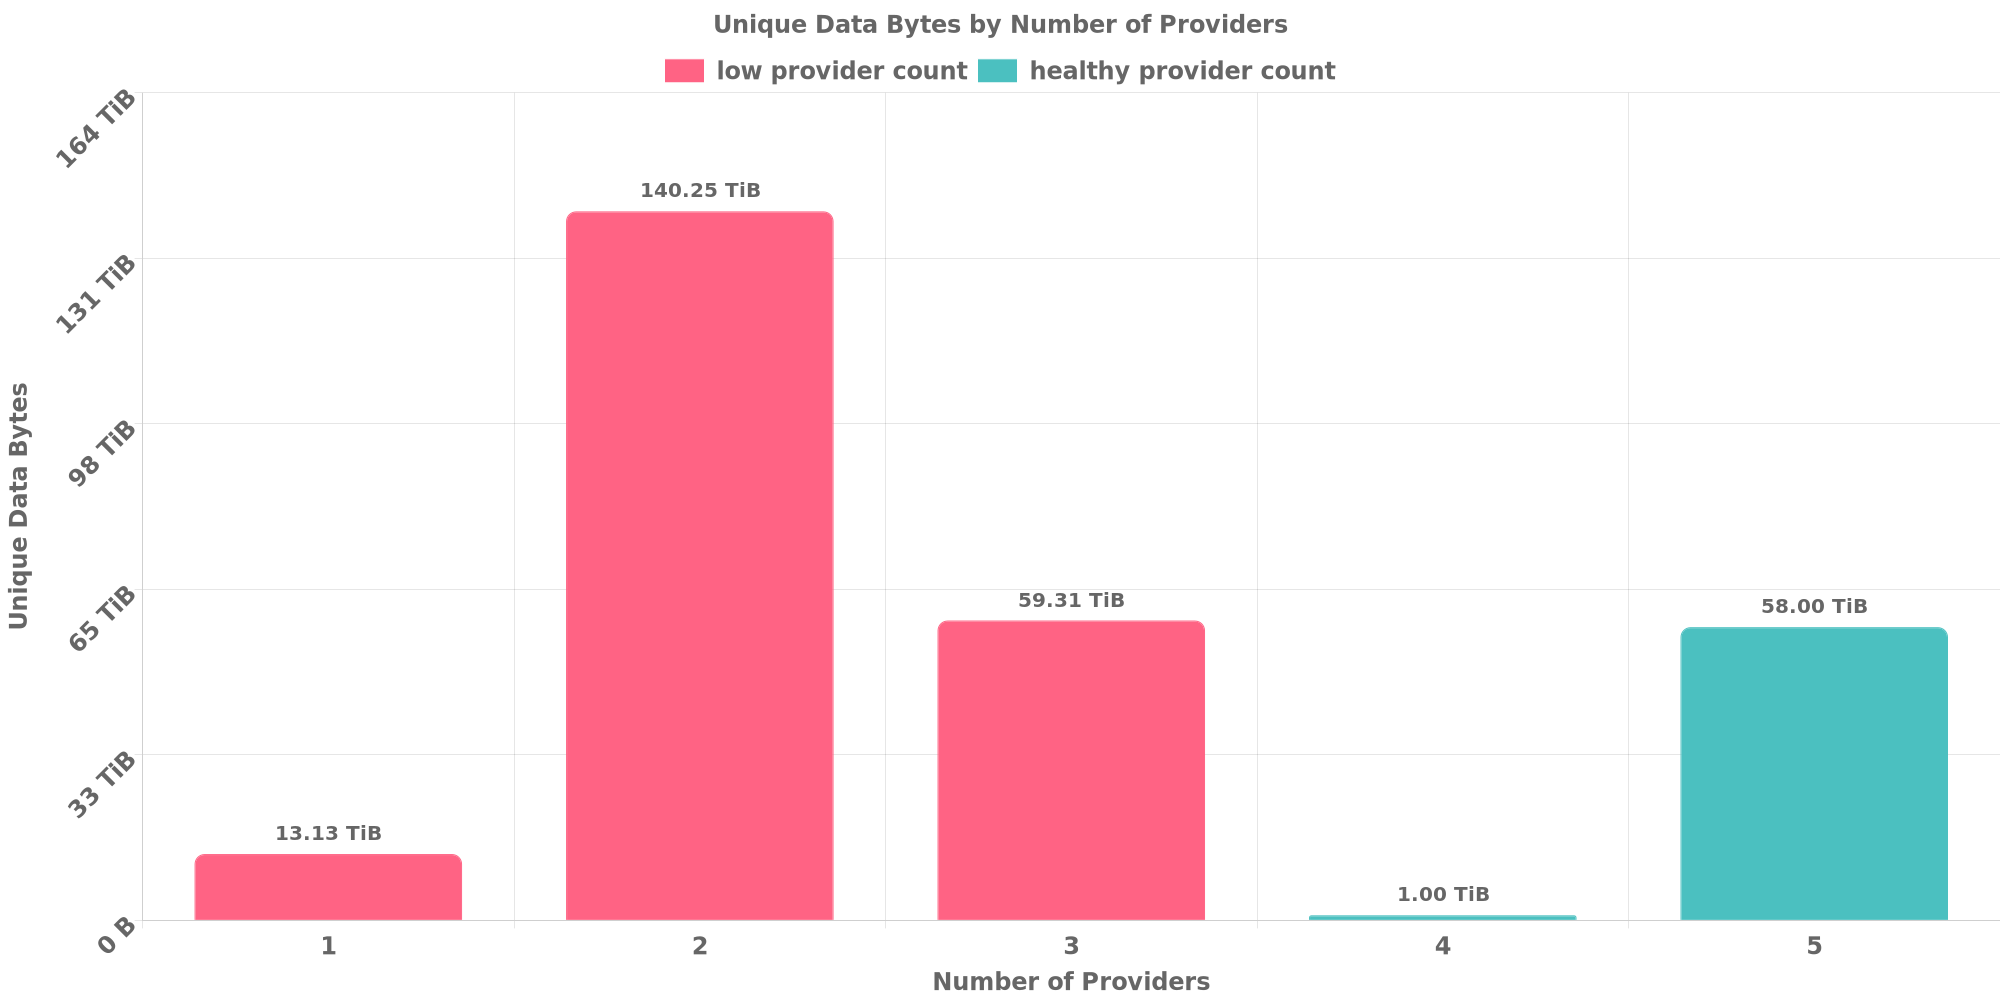 Unique Data Bytes by Number of Providers
low provider count healthy provider count
164 TiB
131 TiB
98 TiB
65 TiB
33 TiB
0 B
Unique Data Bytes
13.13 TiB
140.25 TiB
59.31 TiB
1.00 TiB
58.00 TiB
1 2 3 4 5
Number of Providers